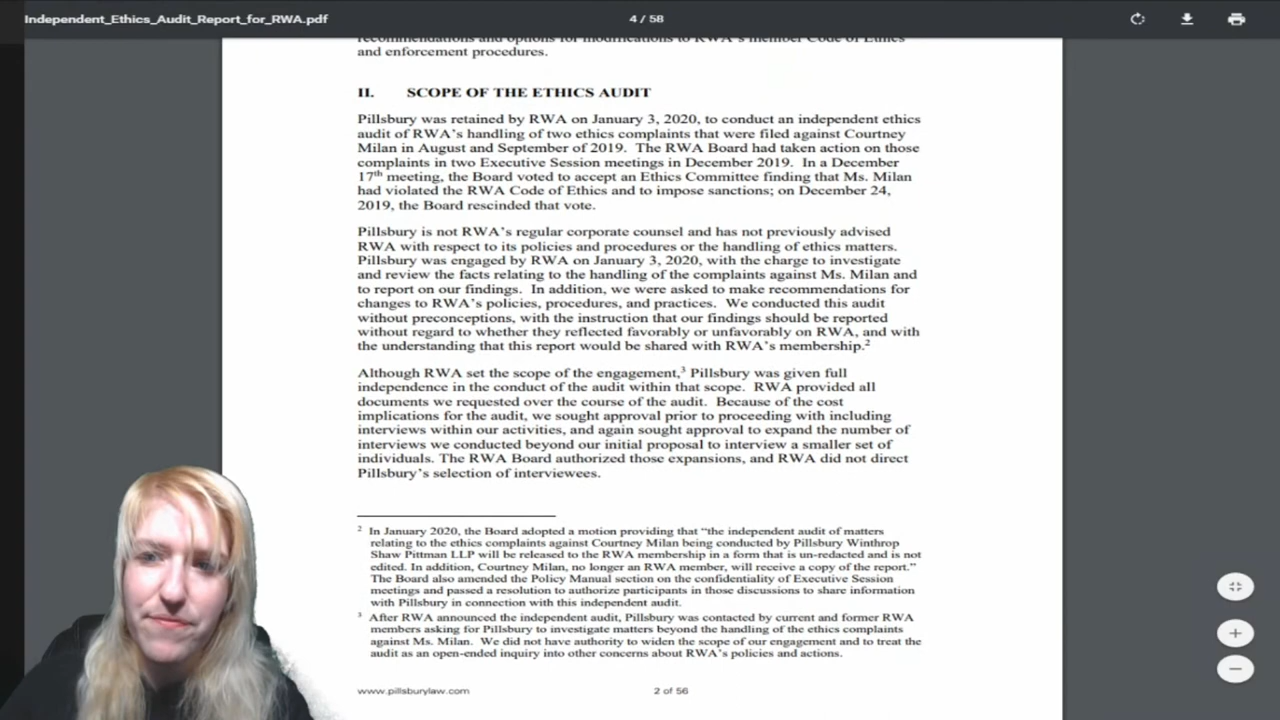 Independent_Ethics_Audit_Report_for_RWA.pdf
4 / 58
recommendations and options for modifications to RWA's member Code of Ethics
and enforcement procedures.
II. SCOPE OF THE ETHICS AUDIT
Pillsbury was retained by RWA on January 3, 2020, to conduct an independent ethics
audit of RWA's handling of two ethics complaints that were filed against Courtney
Milan in August and September of 2019. The RWA Board had taken action on those
complaints in two Executive Session meetings in December 2019. In a December
17th meeting, the Board voted to accept an Ethics Committee finding that Ms. Milan
had violated the RWA Code of Ethics and to impose sanctions; on December 24,
2019, the Board rescinded that vote.
Pillsbury is not RWA's regular corporate counsel and has not previously advised
RWA with respect to its policies and procedures or the handling of ethics matters.
Pillsbury was engaged by RWA on January 3, 2020, with the charge to investigate
and review the facts relating to the handling of the complaints against Ms. Milan and
to report on our findings. In addition, we were asked to make recommendations for
changes to RWA's policies, procedures, and practices. We conducted this audit
without preconceptions, with the instruction that our findings should be reported
without regard to whether they reflected favorably or unfavorably on RWA, and with
the understanding that this report would be shared with RWA's membership.2
Although RWA set the scope of the engagement,3 Pillsbury was given full
independence in the conduct of the audit within that scope. RWA provided all
documents we requested over the course of the audit. Because of the cost
implications for the audit, we sought approval prior to proceeding with including
interviews within our activities, and again sought approval to expand the number of
interviews we conducted beyond our initial proposal to interview a smaller set of
individuals. The RWA Board authorized those expansions, and RWA did not direct
Pillsbury's selection of interviewees.
2 In January 2020, the Board adopted a motion providing that "the independent audit of matters
relating to the ethics complaints against Courtney Milan being conducted by Pillsbury Winthrop
Shaw Pittman LLP will be released to the RWA membership in a form that is un-redacted and is not
edited. In addition, Courtney Milan, no longer an RWA member, will receive a copy of the report."
The Board also amended the Policy Manual section on the confidentiality of Executive Session
meetings and passed a resolution to authorize participants in those discussions to share information
with Pillsbury in connection with this independent audit.
3 After RWA announced the independent audit, Pillsbury was contacted by current and former RWA
members asking for Pillsbury to investigate matters beyond the handling of the ethics complaints
against Ms. Milan. We did not have authority to widen the scope of our engagement and to treat the
audit as an open-ended inquiry into other concerns about RWA's policies and actions.
www.pillsburylaw.com
2 of 56